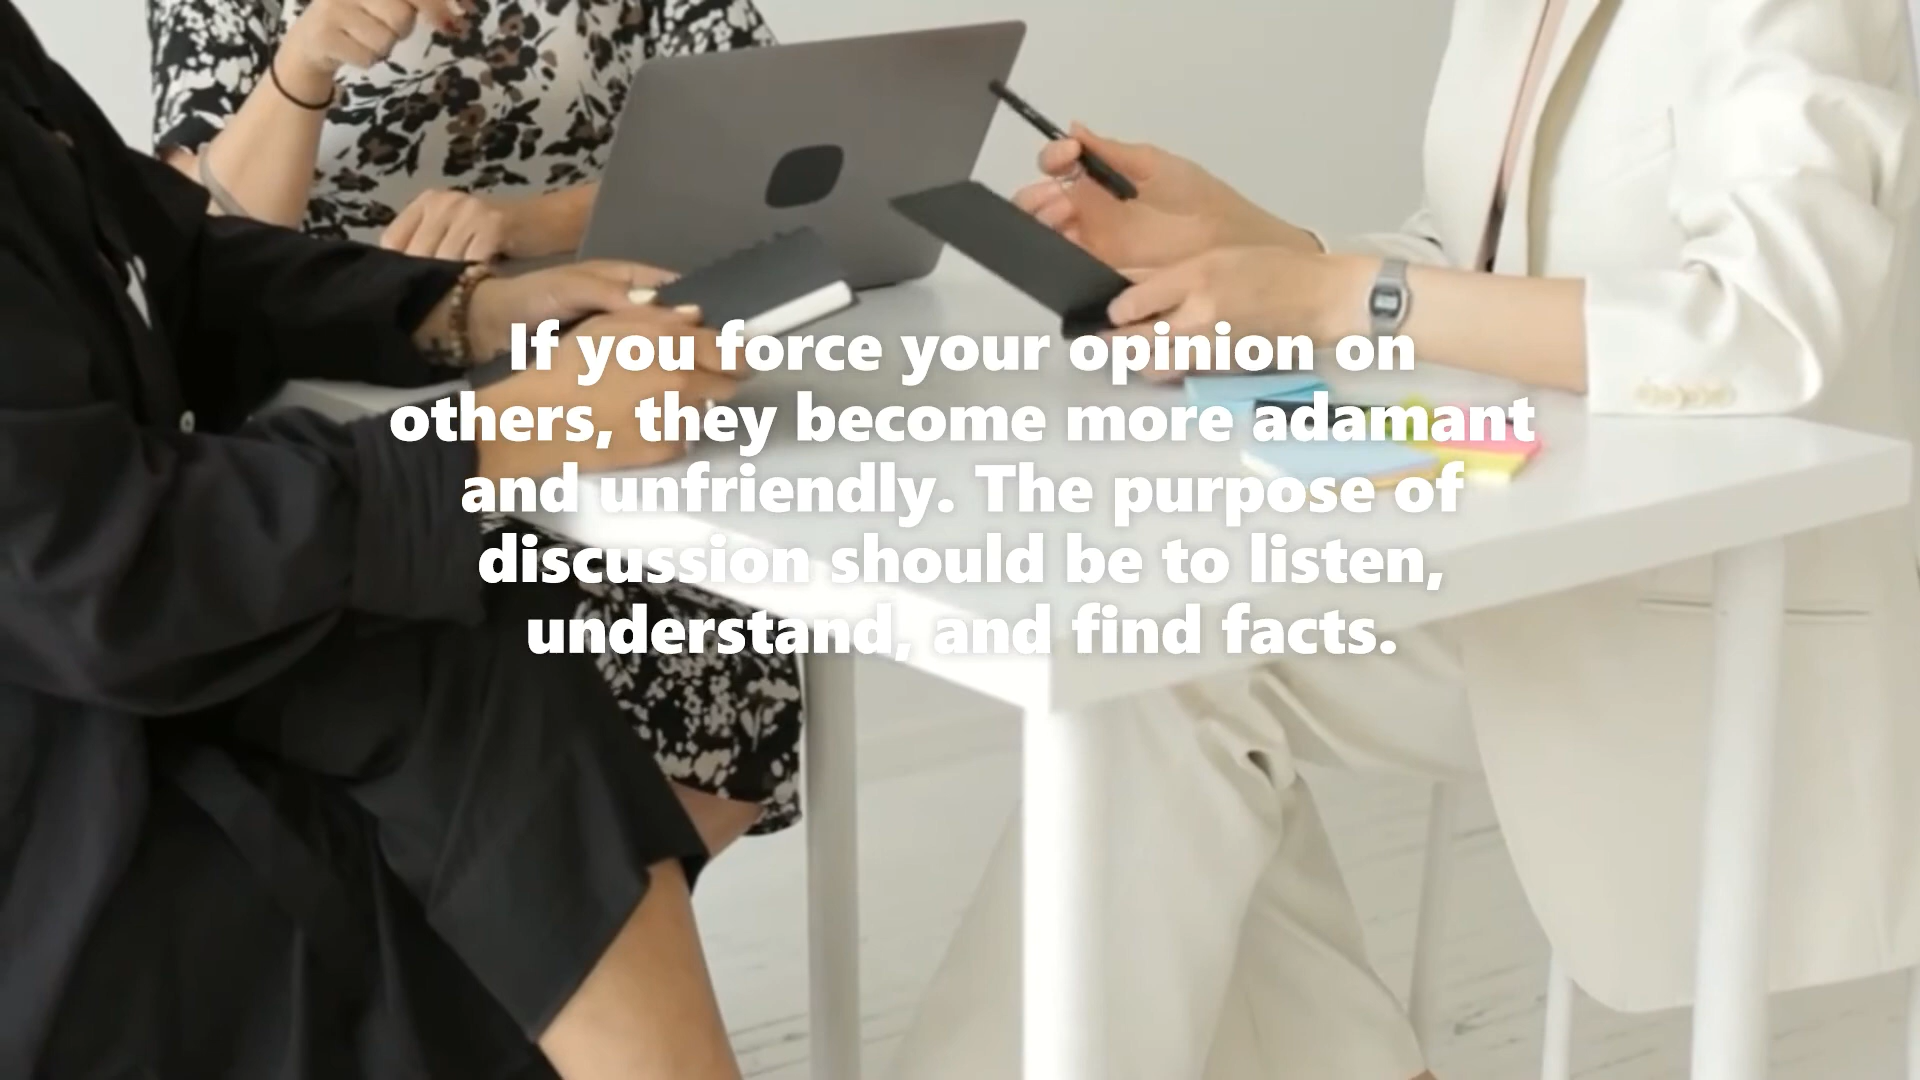 If you force your opinion on
others, they become more adamant
and unfriendly. The purpose of
discussion should be to listen,
understand, and find facts.